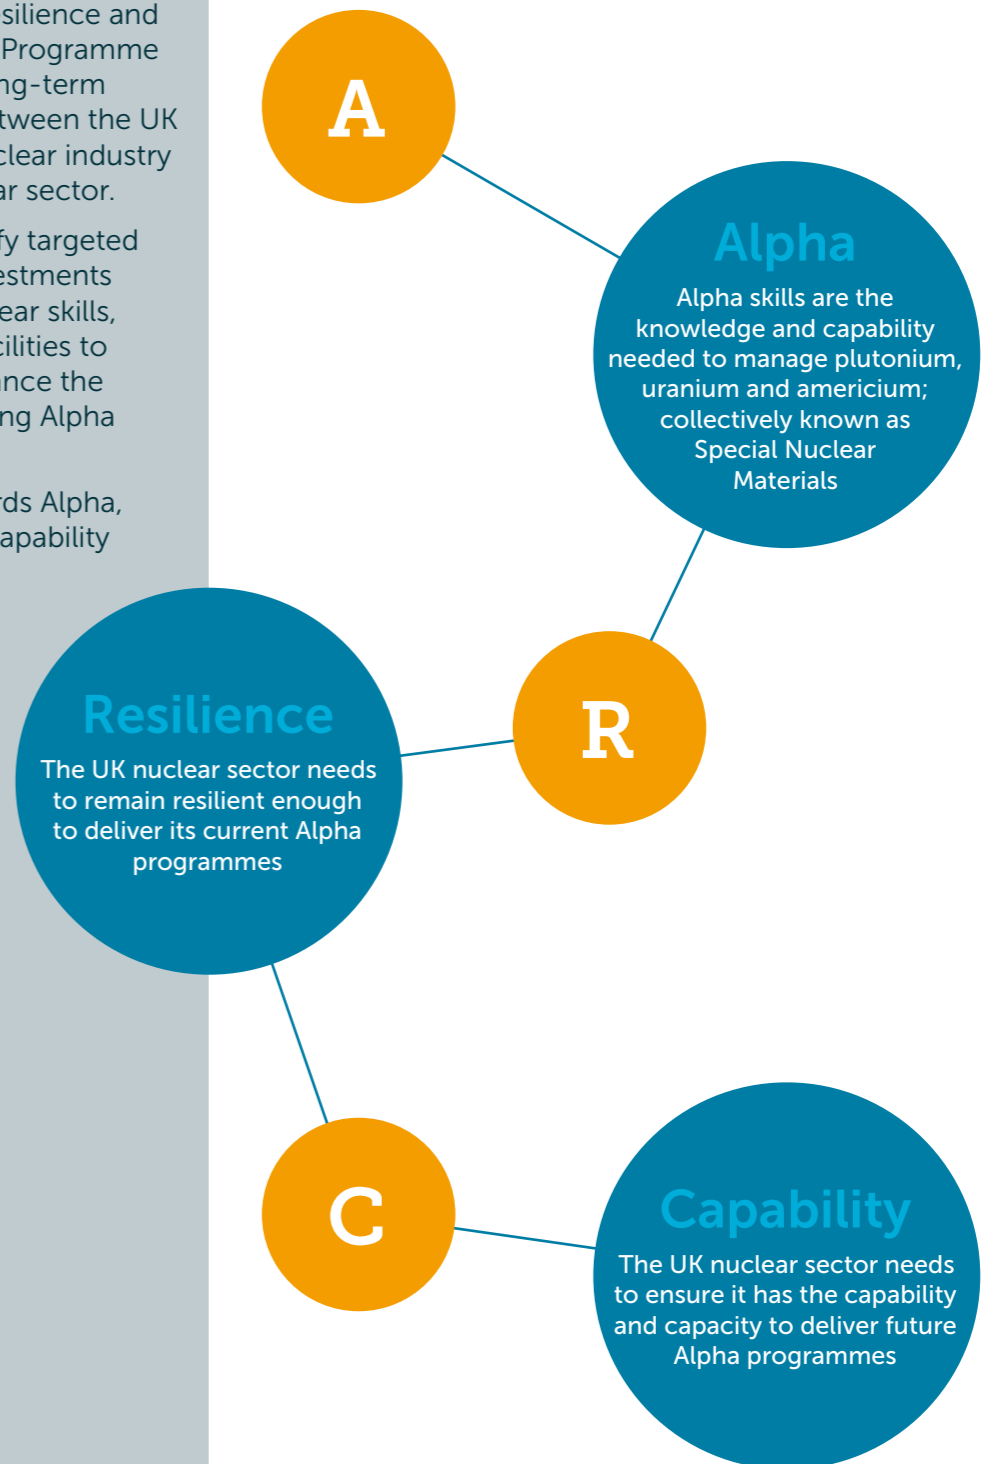 silience and
Programme
ng-term
tween the UK
clear industry
ar sector.
fy targeted
estments
ear skills,
cilities to
ance the
ng Alpha
rds Alpha,
apability
A
Alpha
Alpha skills are the
knowledge and capability
needed to manage plutonium,
uranium and americium;
collectively known as
Special Nuclear
Materials
R
Resilience
The UK nuclear sector needs
to remain resilient enough
to deliver its current Alpha
programmes
C
Capability
The UK nuclear sector needs
to ensure it has the capability
and capacity to deliver future
Alpha programmes